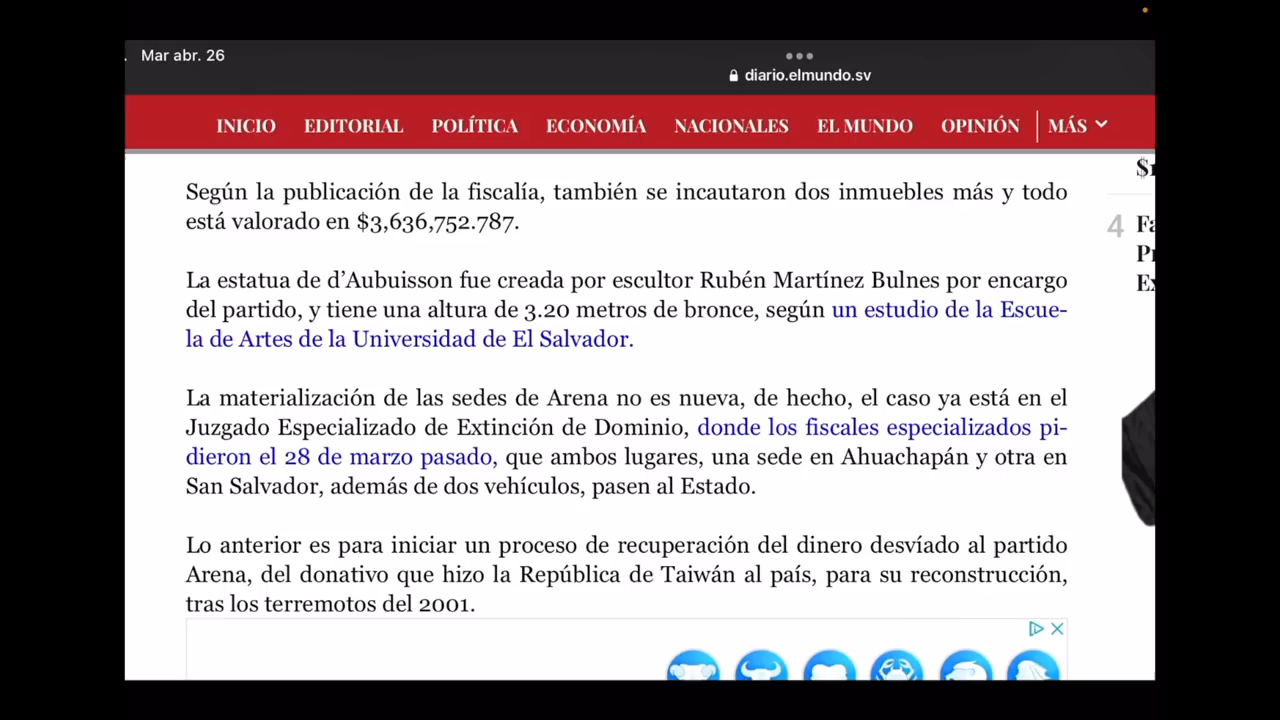 Mar abr. 26
diario.elmundo.sv
INICIO EDITORIAL POLÍTICA ECONOMÍA NACIONALES EL MUNDO OPINIÓN MÁS
Según la publicación de la fiscalía, también se incautaron dos inmuebles más y todo
está valorado en $3,636,752.787.
La estatua de d’Aubuisson fue creada por escultor Rubén Martínez Bulnes por encargo
del partido, y tiene una altura de 3.20 metros de bronce, según un estudio de la Escue-
la de Artes de la Universidad de El Salvador.
La materialización de las sedes de Arena no es nueva, de hecho, el caso ya está en el
Juzgado Especializado de Extinción de Dominio, donde los fiscales especializados pi-
dieron el 28 de marzo pasado, que ambos lugares, una sede en Ahuachapán y otra en
San Salvador, además de dos vehículos, pasen al Estado.
Lo anterior es para iniciar un proceso de recuperación del dinero desvíado al partido
Arena, del donativo que hizo la República de Taiwán al país, para su reconstrucción,
tras los terremotos del 2001.
4